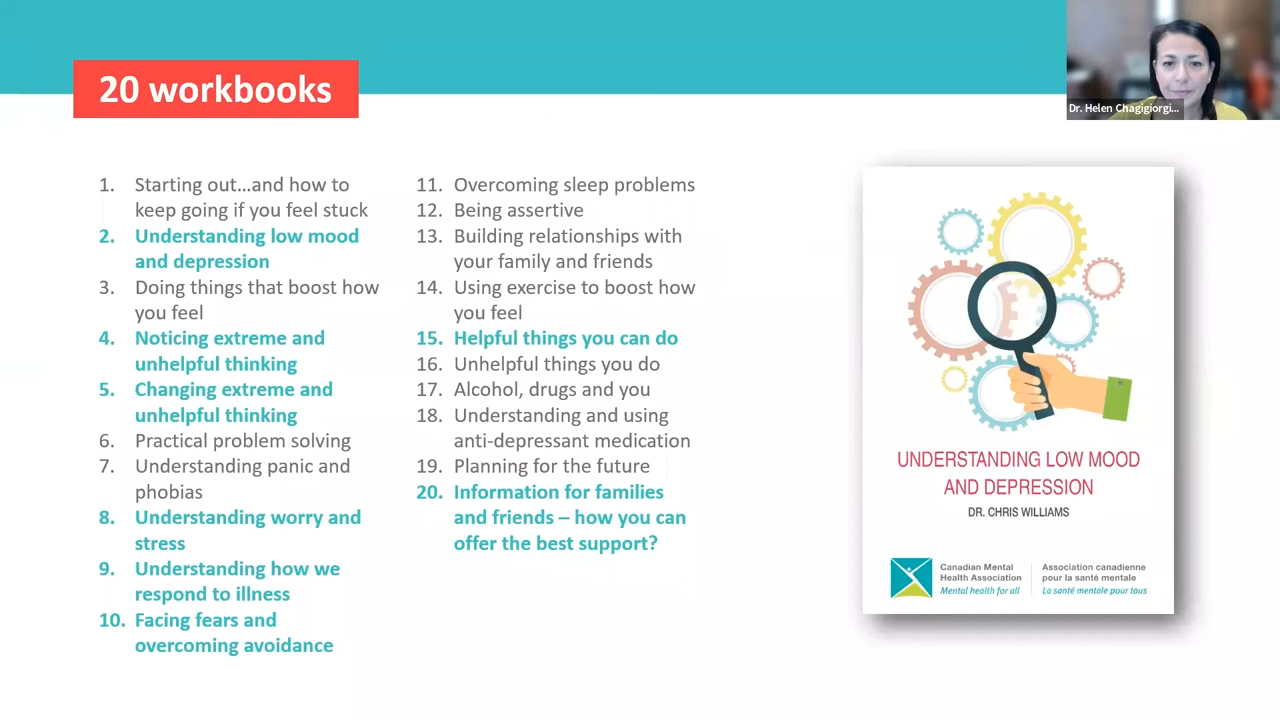 20 workbooks
Dr. Helen Chagigiorgi...
1. Starting out...and how to
keep going if you feel stuck
2. Understanding low mood
and depression
3. Doing things that boost how
you feel
4. Noticing extreme and
unhelpful thinking
5. Changing extreme and
unhelpful thinking
6. Practical problem solving
7. Understanding panic and
phobias
8. Understanding worry and
stress
9. Understanding how we
respond to illness
10. Facing fears and
overcoming avoidance
11. Overcoming sleep problems
12. Being assertive
13. Building relationships with
your family and friends
14. Using exercise to boost how
you feel
15. Helpful things you can do
16. Unhelpful things you do
17. Alcohol, drugs and you
18. Understanding and using
anti-depressant medication
19. Planning for the future
20. Information for families
and friends – how you can
offer the best support?
UNDERSTANDING LOW MOOD
AND DEPRESSION
DR. CHRIS WILLIAMS
Canadian Mental
Health Association
Mental health for all
Association canadienne
pour la santé mentale
La santé mentale pour tous